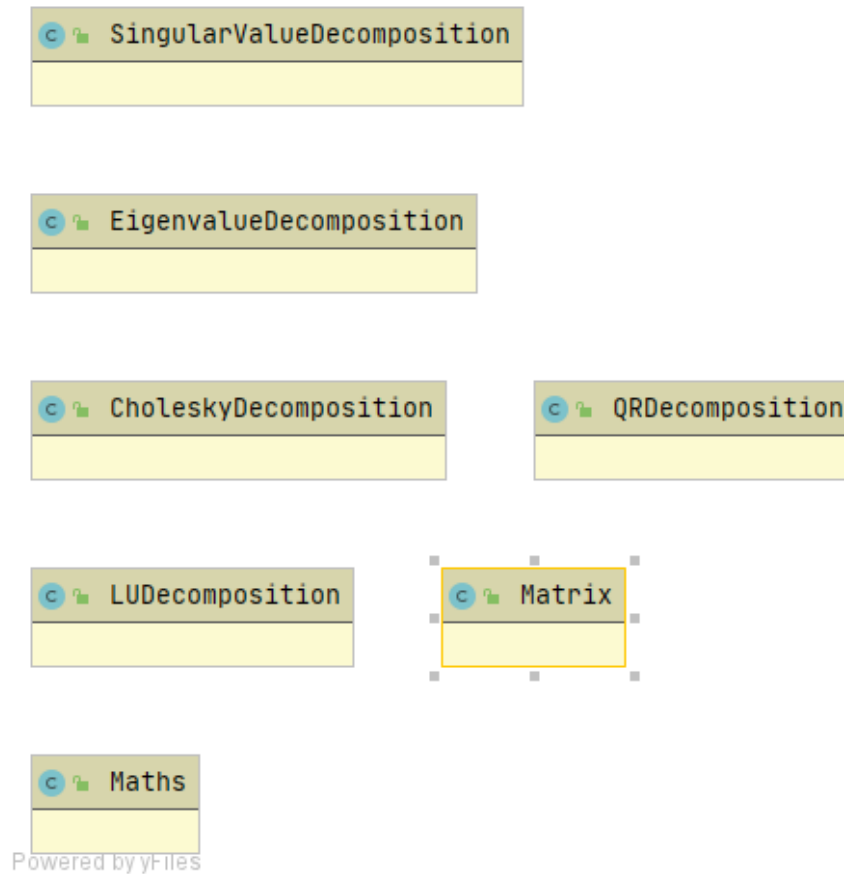 SingularValueDecomposition
EigenvalueDecomposition
CholeskyDecomposition
QRDecomposition
LUDecomposition
Matrix
Maths
Powered by yFiles